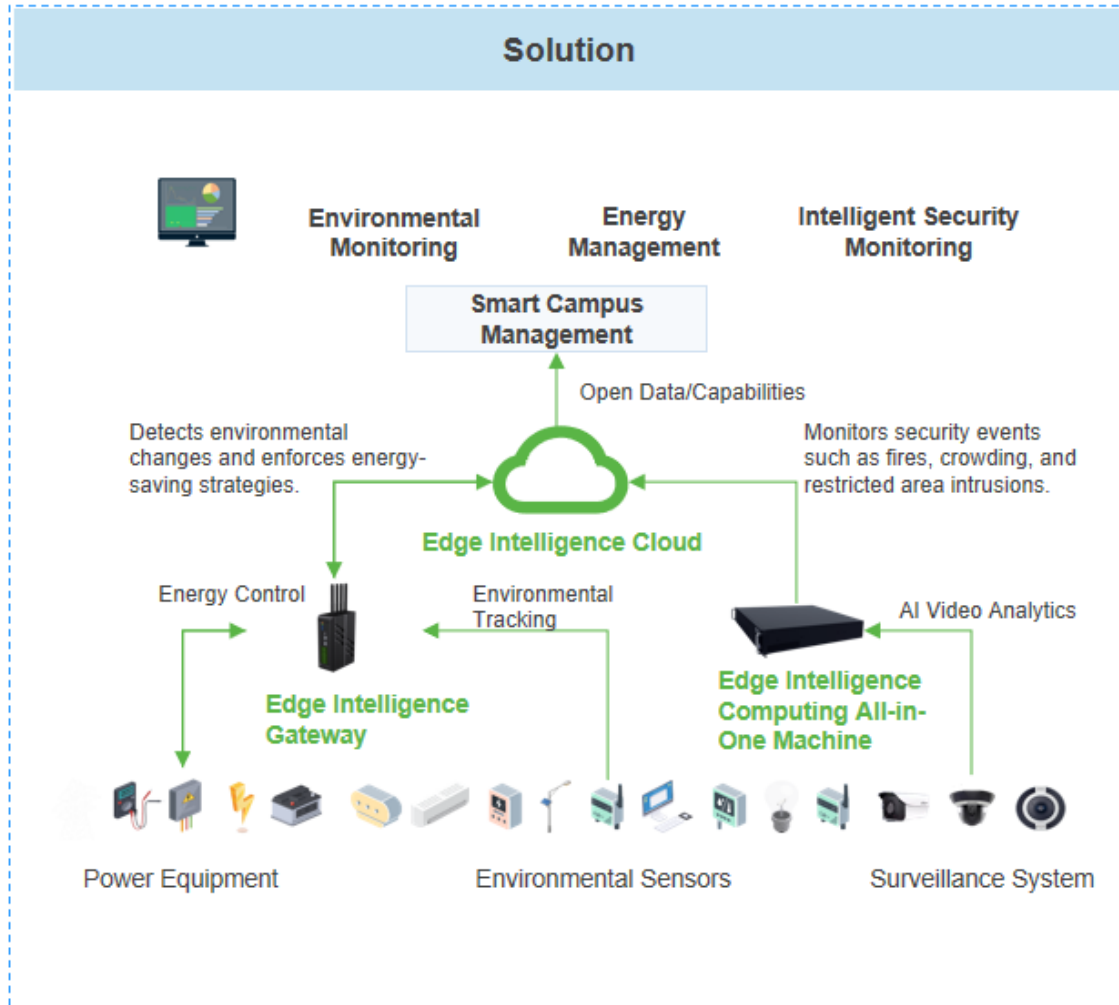 Solution
Environmental
Monitoring
Energy
Management
Intelligent Security
Monitoring
Smart Campus
Management
Open Data/Capabilities
Detects environmental
changes and enforces energy-
saving strategies.
Monitors security events
such as fires, crowding, and
restricted area intrusions.
Edge Intelligence Cloud
Energy Control
Environmental
Tracking
AI Video Analytics
Edge Intelligence
Gateway
Edge Intelligence
Computing All-in-
One Machine
Power Equipment
Environmental Sensors
Surveillance System